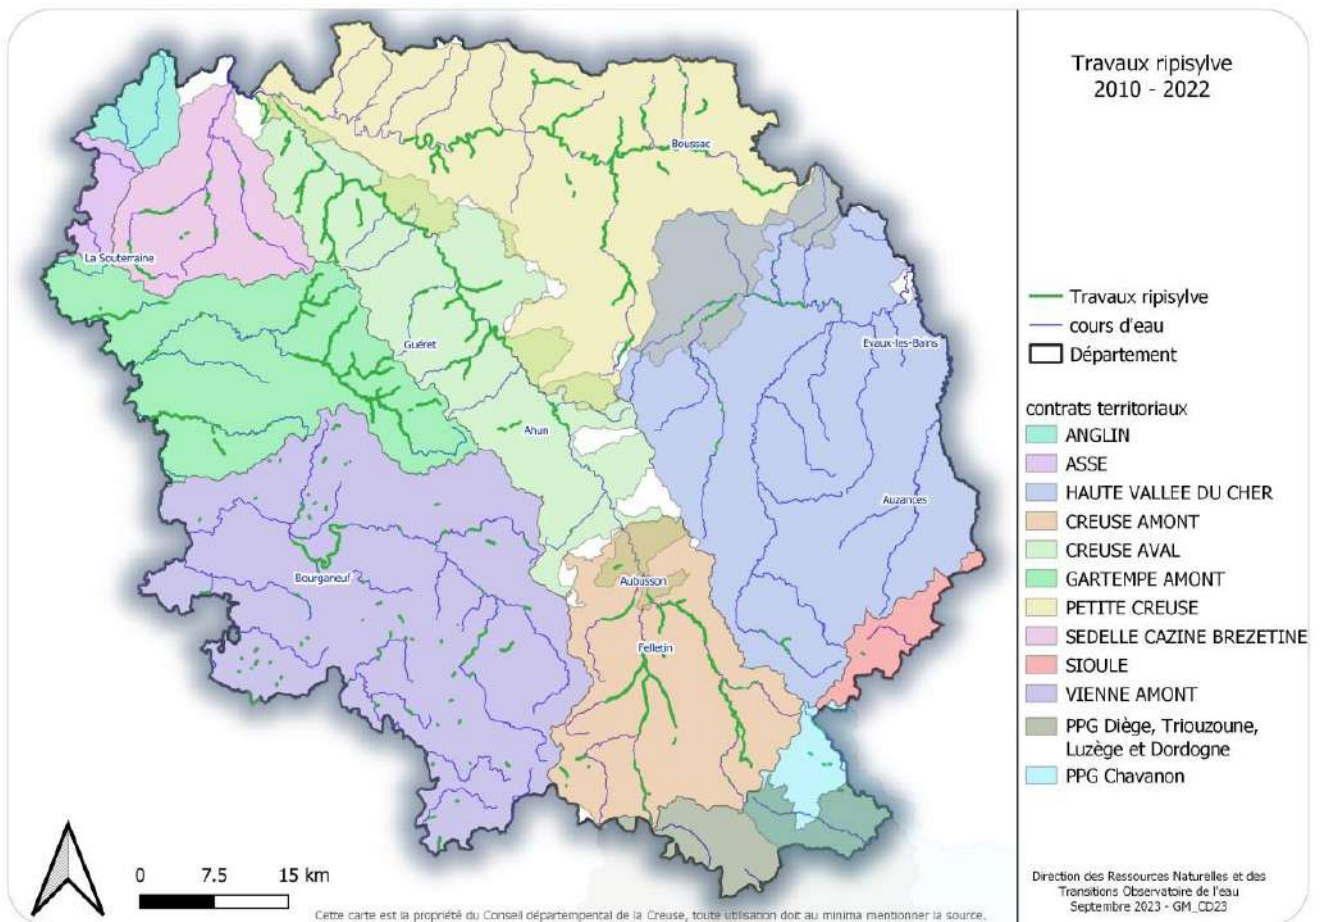 Travaux ripisylve
2010 - 2022
Boussac
La Souterraine
Guéret
Evaux-les-Bains
Ahun
Auzances
Bourganeuf
Aubusson
Felletin
Travaux ripisylve
cours d'eau
Département
contrats territoriaux
ANGLIN
ASSE
HAUTE VALLEE DU CHER
CREUSE AMONT
CREUSE AVAL
GARTEMPE AMONT
PETITE CREUSE
SEDELLE CAZINE BREZETINE
SIOULE
VIENNE AMONT
PPG Diège, Triouzoune,
Luzège et Dordogne
PPG Chavanon
0 7.5 15 km
Direction des Ressources Naturelles et des
Transitions Observatoire de l'eau
Septembre 2023 - GM_CD23
Cette carte est la propriété du Conseil départempental de la Creuse, toute utilisation doit au minima mentionner la source.